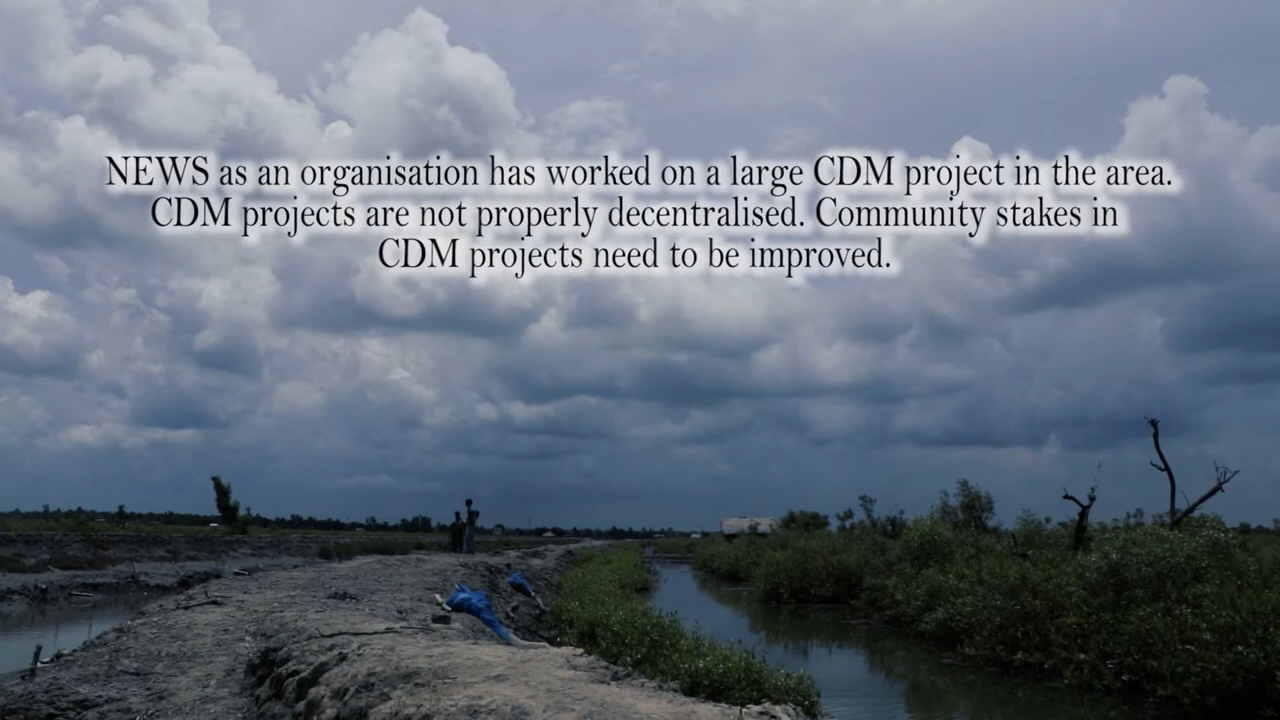 NEWS as an organisation has worked on a large CDM project in the area.
CDM projects are not properly decentralised. Community stakes in
CDM projects need to be improved.